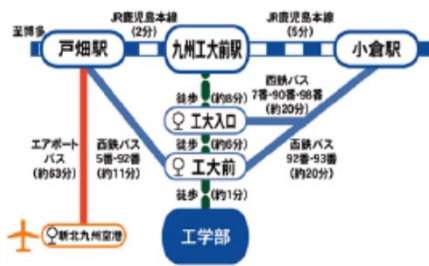 JR鹿児島本線
(2分)
JR鹿児島本線
(5分)
至博多
戸畑駅
九州工大前駅
小倉駅
徒歩 (約8分)
西鉄バス
7番・90番・98番
(約20分)
工大入口
エアポート
バス
(約63分)
西鉄バス
5番・92番
(約11分)
徒歩 (約6分)
工大前
西鉄バス
92番・93番
(約20分)
徒歩 (約1分)
新北九州空港
工学部